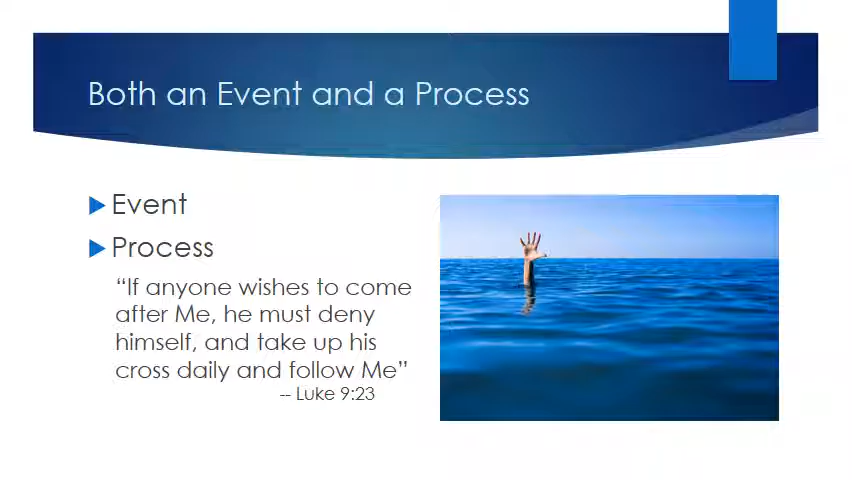 Both an Event and a Process
Event
Process
“If anyone wishes to come
after Me, he must deny
himself, and take up his
cross daily and follow Me”
-- Luke 9:23